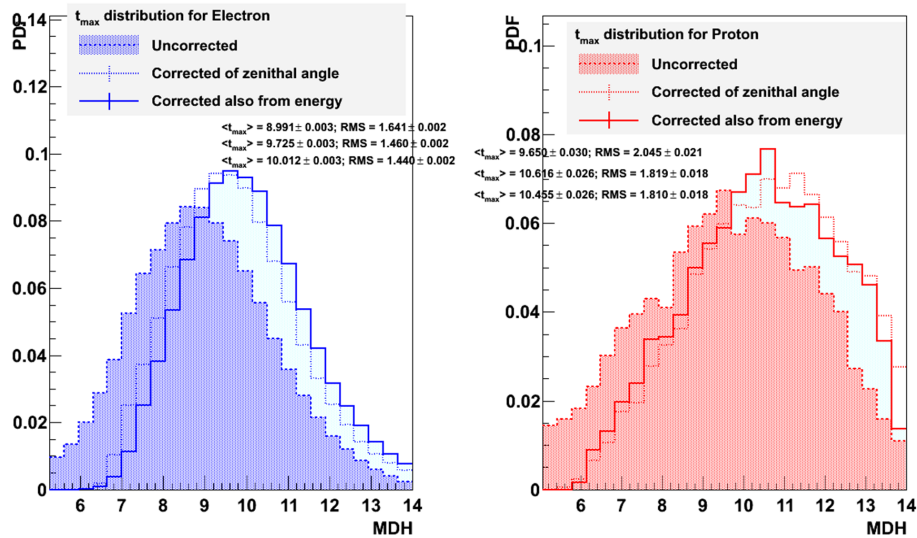 t_max distribution for Electron
Uncorrected
Corrected of zenithal angle
Corrected also from energy
<t_max> = 8.991± 0.003; RMS = 1.641± 0.002
<t_max> = 9.725± 0.003; RMS = 1.460± 0.002
<t_max> = 10.012± 0.003; RMS = 1.440± 0.002
PDF
0.14
0.12
0.1
0.08
0.06
0.04
0.02
0
6 7 8 9 10 11 12 13 14
MDH
t_max distribution for Proton
Uncorrected
Corrected of zenithal angle
Corrected also from energy
<t_max> = 9.650± 0.030; RMS = 2.045± 0.021
<t_max> = 10.616± 0.026; RMS = 1.819± 0.018
<t_max> = 10.455± 0.026; RMS = 1.810± 0.018
PDF
0.1
0.08
0.06
0.04
0.02
0
6 7 8 9 10 11 12 13 14
MDH